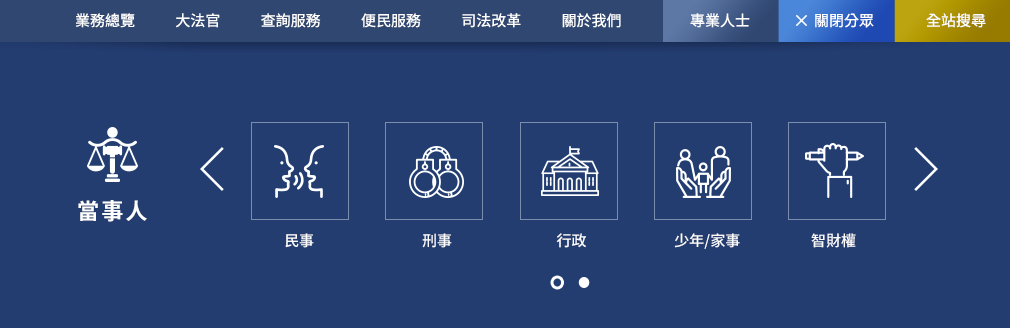 業務總覽 大法官 查詢服務 便民服務 司法改革 關於我們 專業人士 關閉分眾 全站搜尋
當事人
民事 刑事 行政 少年/家事 智財權